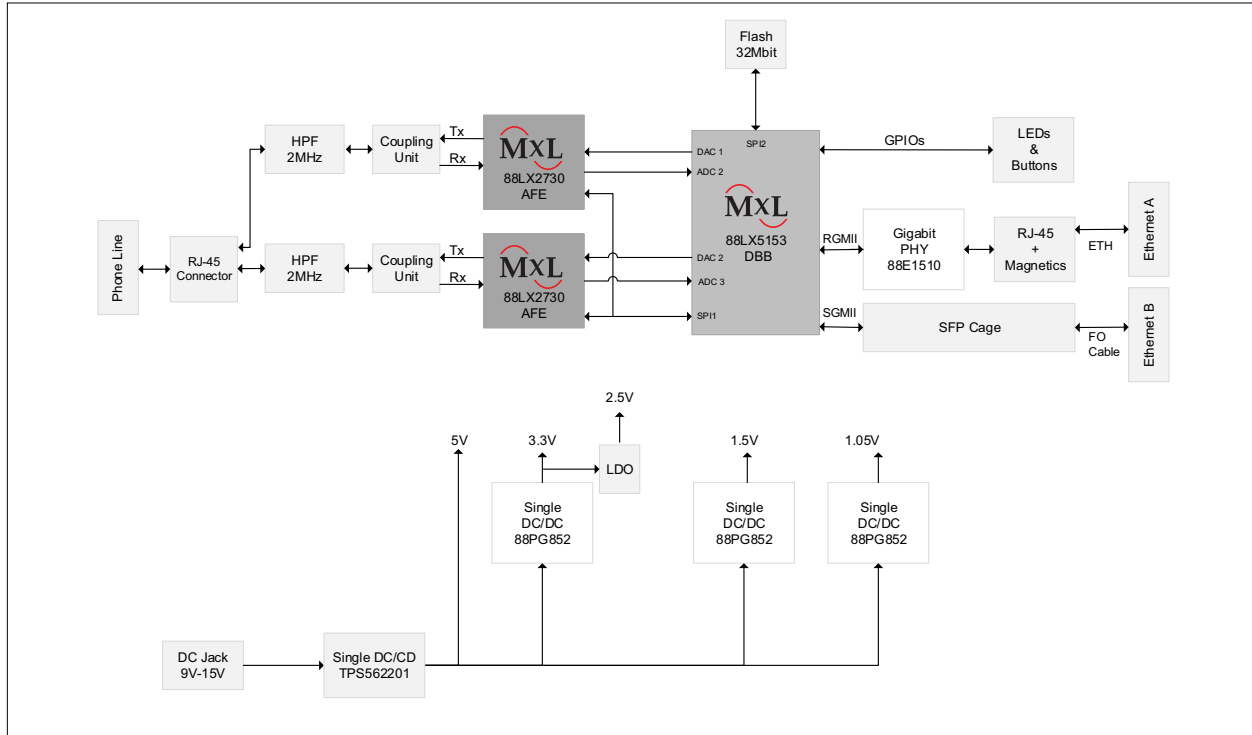 Flash
32Mbit
SPI2
GPIOs
LEDs
&
Buttons
HPF
2MHz
Coupling
Unit
Tx
Rx
MXL
88LX2730
AFE
DAC 1
ADC 2
MXL
88LX5153
DBB
RGMII
Gigabit
PHY
88E1510
RJ-45
+
Magnetics
ETH
Ethernet A
Phone Line
RJ-45
Connector
HPF
2MHz
Coupling
Unit
Tx
Rx
MXL
88LX2730
AFE
DAC 2
ADC 3
SPI1
SGMII
SFP Cage
FO
Cable
Ethernet B
2.5V
5V
3.3V
LDO
1.5V
1.05V
Single
DC/DC
88PG852
Single
DC/DC
88PG852
Single
DC/DC
88PG852
DC Jack
9V-15V
Single DC/CD
TPS562201